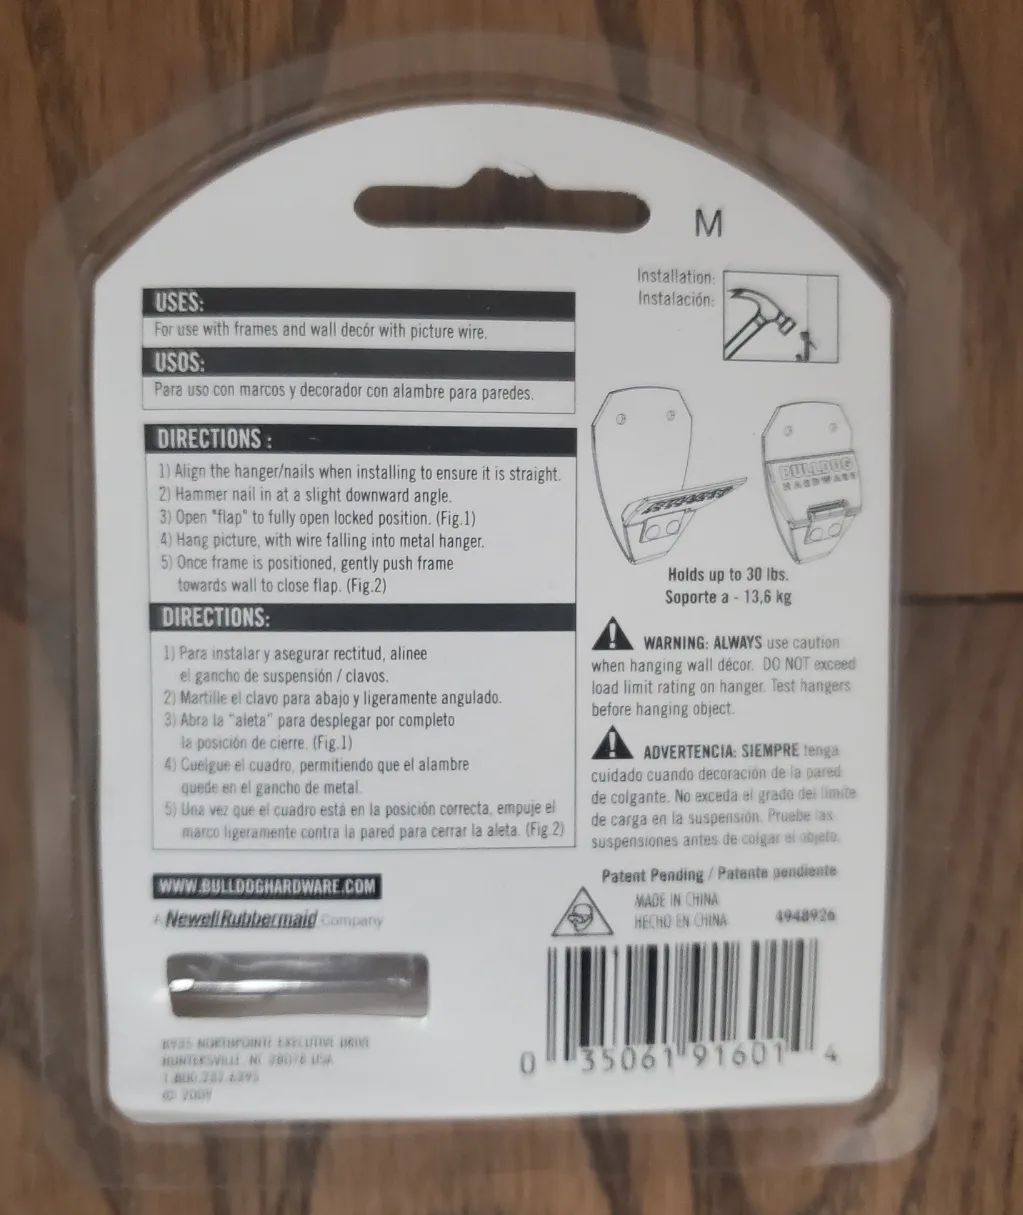 M
Installation:
Instalación:
USES:
For use with frames and wall decór with picture wire.
USOS:
Para uso con marcos y decorador con alambre para paredes.
DIRECTIONS :
1) Align the hanger/nails when installing to ensure it is straight.
2) Hammer nail in at a slight downward angle.
3) Open "flap" to fully open locked position. (Fig.1)
4) Hang picture, with wire falling into metal hanger.
5) Once frame is positioned, gently push frame
towards wall to close flap. (Fig.2)
DIRECTIONS:
1) Para instalar y asegurar rectitud, alinee
el gancho de suspensión / clavos.
2) Martille el clavo para abajo y ligeramente angulado.
3) Abra la "aleta" para desplegar por completo
la posición de cierre. (Fig.1)
4) Cuelgue el cuadro, permitiendo que el alambre
quede en el gancho de metal.
5) Una vez que el cuadro está en la posición correcta, empuje el
marco ligeramente contra la pared para cerrar la aleta. (Fig 2)
BULLDOG
HARDWARE
Holds up to 30 lbs.
Soporte a - 13,6 kg
WARNING: ALWAYS use caution
when hanging wall décor. DO NOT exceed
load limit rating on hanger. Test hangers
before hanging object.
ADVERTENCIA: SIEMPRE tenga
cuidado cuando decoración de la pared
de colgante. No exceda el grado del límite
de carga en la suspensión. Pruebe las
suspensiones antes de colgar el objeto.
Patent Pending / Patente pendiente
MADE IN CHINA
HECHO EN CHINA
4948926
WWW.BULLDOGHARDWARE.COM
A Newell Rubbermaid Company
8935 NORTHPOINTE EXECUTIVE DRIVE
HUNTERSVILLE, NC 28078 USA
© 2009
0 35061 91601 4